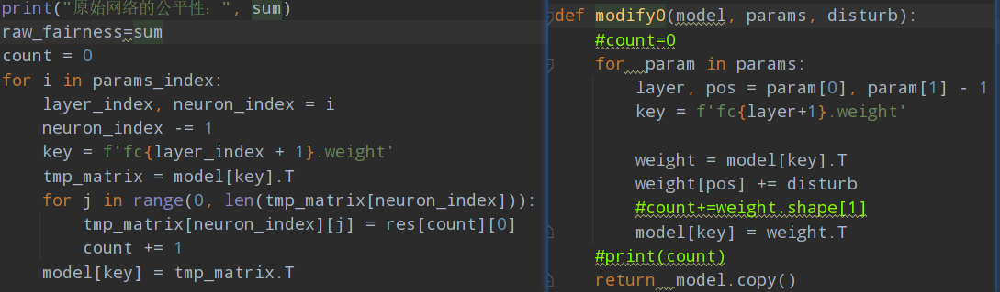 print("原始网络的公平性: ", sum)
raw_fairness=sum
count = 0
for i in params_index:
    layer_index, neuron_index = i
    neuron_index -= 1
    key = f'fc{layer_index + 1}.weight'
    tmp_matrix = model[key].T
    for j in range(0, len(tmp_matrix[neuron_index])):
        tmp_matrix[neuron_index][j] = res[count][0]
        count += 1
    model[key] = tmp_matrix.T
def modify0(model, params, disturb):
    #count=0
    for  param in params:
        layer, pos = param[0], param[1] - 1
        key = f'fc{layer+1}.weight'

        weight = model[key].T
        weight[pos] += disturb
        #count+=weight.shape[1]
        model[key] = weight.T
    #print(count)
    return  model.copy()